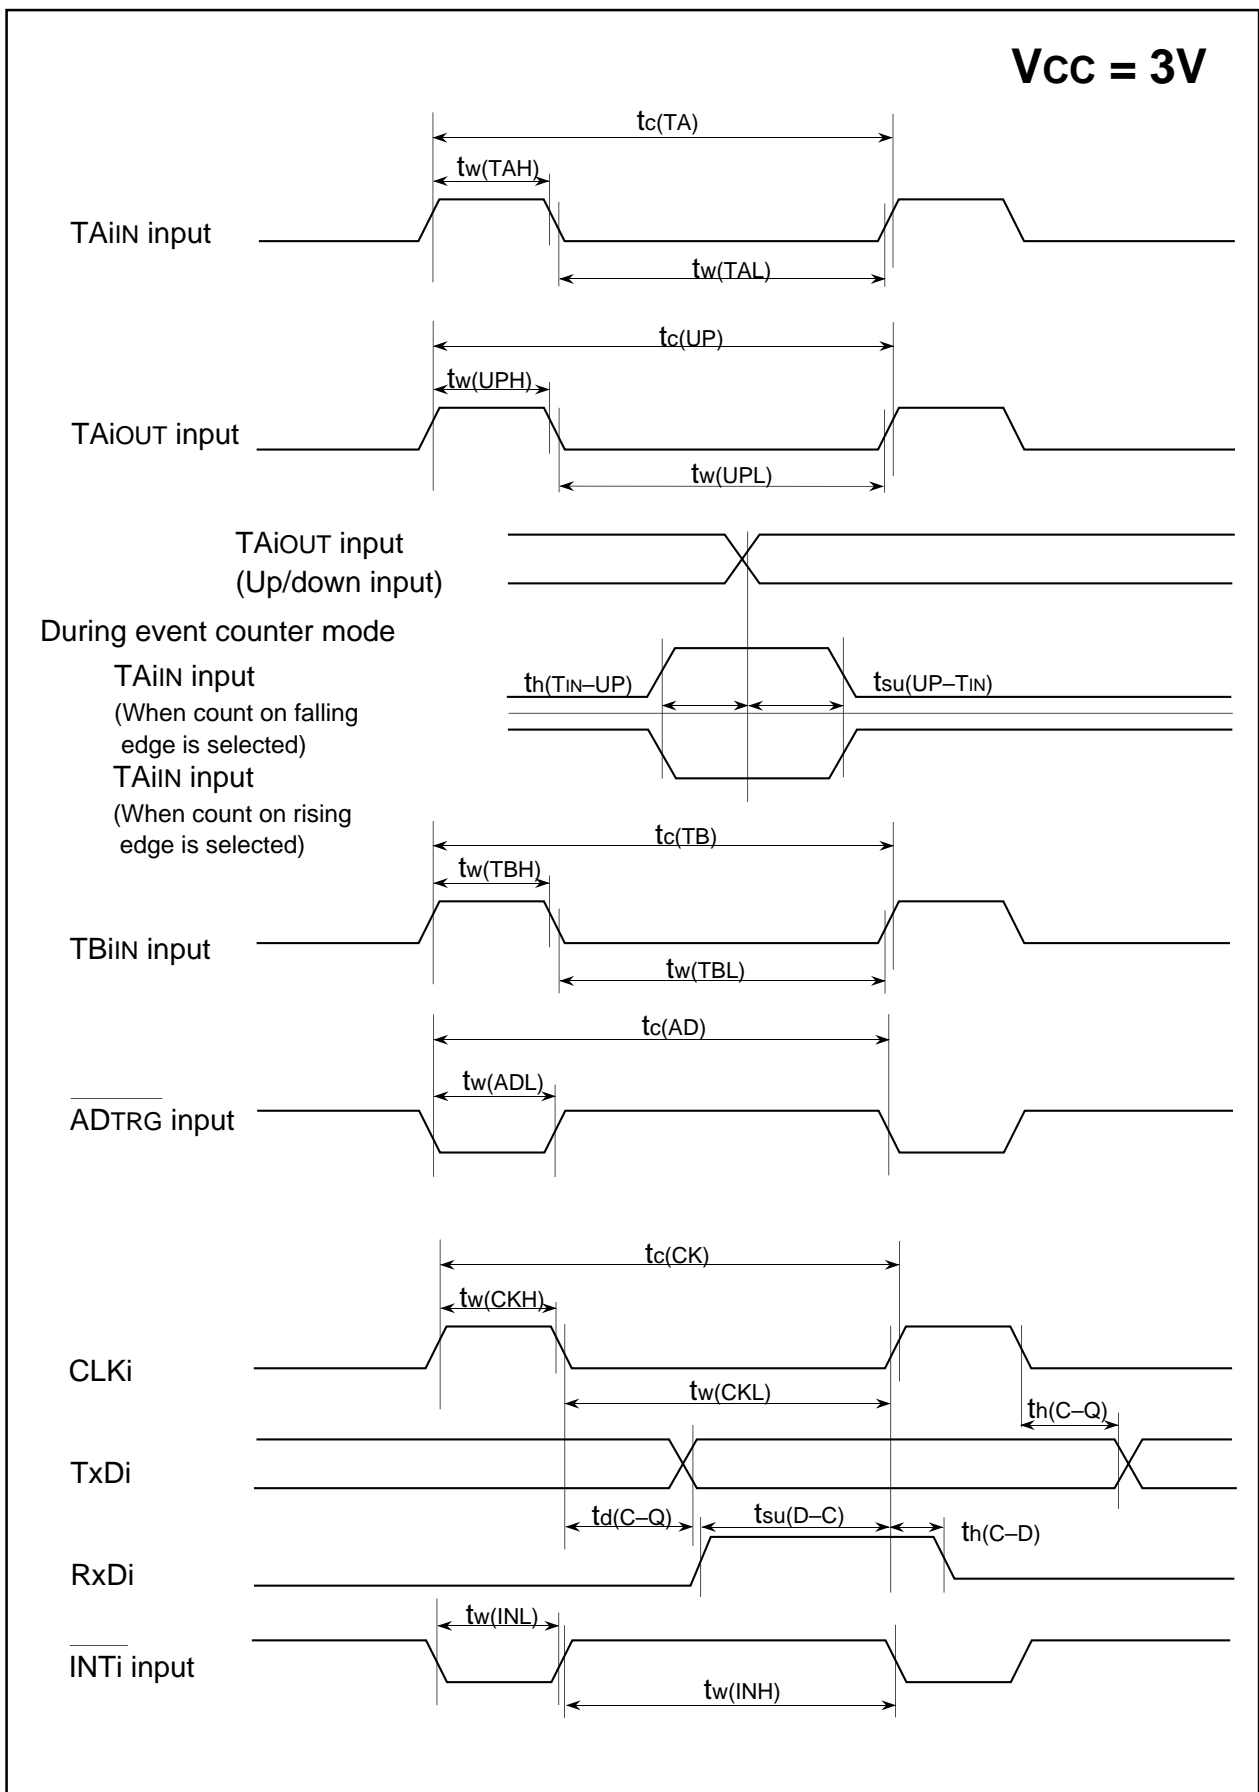 VCC = 3V
tc(TA)
tw(TAH)
TAiIN input
tw(TAL)
tc(UP)
tw(UPH)
TAiOUT input
tw(UPL)
TAiOUT input
(Up/down input)
During event counter mode
TAiIN input
(When count on falling
edge is selected)
th(TIN–UP)
tsu(UP–TIN)
TAiIN input
(When count on rising
edge is selected)
tc(TB)
tw(TBH)
TBiIN input
tw(TBL)
tc(AD)
tw(ADL)
ADTRG input
tc(CK)
tw(CKH)
CLKi
tw(CKL)
th(C–Q)
TxDi
td(C–Q)
tsu(D–C)
th(C–D)
RxDi
tw(INL)
INTi input
tw(INH)